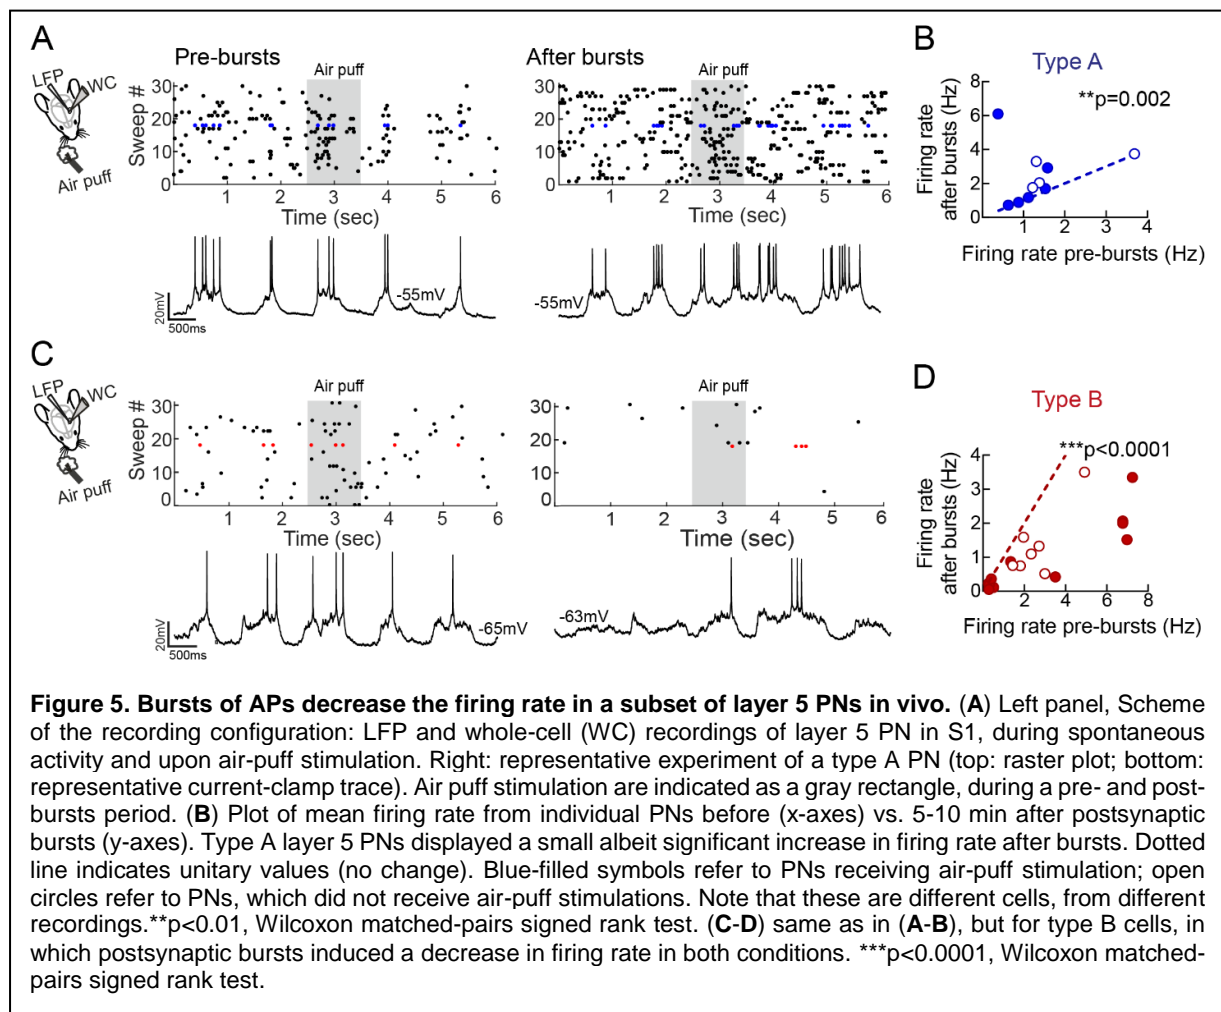 A
Pre-bursts
After bursts
LFP
WC
Air puff
Air puff
Air puff
Sweep #
30
20
10
0
1 2 3 4 5 6
Time (sec)
30
20
10
0
1 2 3 4 5 6
Time (sec)
-55mV
20mV
500ms
-55mV
B
Type A
**p=0.002
Firing rate
after bursts (Hz)
8
6
4
2
0
1 2 4
Firing rate pre-bursts (Hz)
C
LFP
WC
Air puff
Air puff
Air puff
Sweep #
30
20
10
0
1 2 3 4 5 6
Time (sec)
30
20
10
0
1 2 3 4 5 6
Time (sec)
-65mV
20mV
500ms
-63mV
D
Type B
***p<0.0001
Firing rate
after bursts (Hz)
4
3
2
1
0
2 4 6 8
Firing rate pre-bursts (Hz)
Figure 5. Bursts of APs decrease the firing rate in a subset of layer 5 PNs in vivo. (A) Left panel, Scheme
of the recording configuration: LFP and whole-cell (WC) recordings of layer 5 PN in S1, during spontaneous
activity and upon air-puff stimulation. Right: representative experiment of a type A PN (top: raster plot; bottom:
representative current-clamp trace). Air puff stimulation are indicated as a gray rectangle, during a pre- and post-
bursts period. (B) Plot of mean firing rate from individual PNs before (x-axes) vs. 5-10 min after postsynaptic
bursts (y-axes). Type A layer 5 PNs displayed a small albeit significant increase in firing rate after bursts. Dotted
line indicates unitary values (no change). Blue-filled symbols refer to PNs receiving air-puff stimulation; open
circles refer to PNs, which did not receive air-puff stimulations. Note that these are different cells, from different
recordings.**p<0.01, Wilcoxon matched-pairs signed rank test. (C-D) same as in (A-B), but for type B cells, in
which postsynaptic bursts induced a decrease in firing rate in both conditions. ***p<0.0001, Wilcoxon matched-
pairs signed rank test.